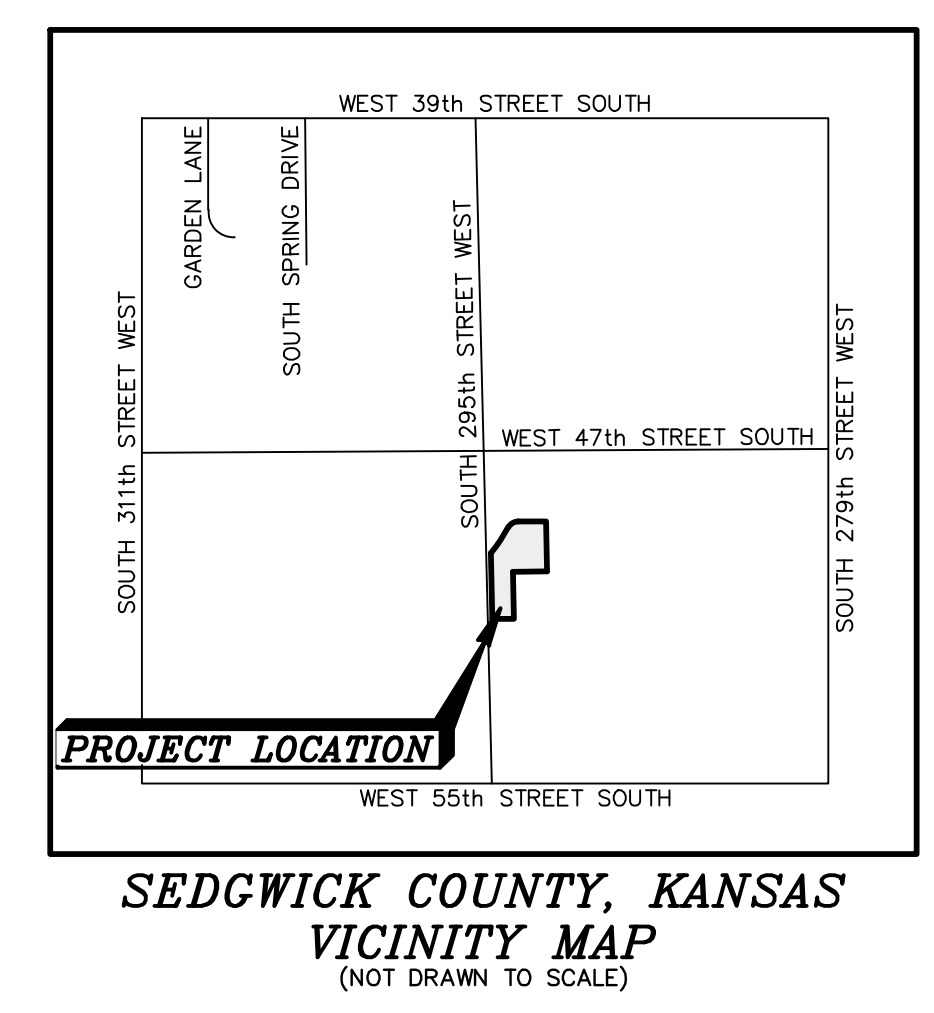 WEST 39th STREET SOUTH
GARDEN LANE
SOUTH SPRING DRIVE
SOUTH 295th STREET WEST
SOUTH 311th STREET WEST
SOUTH 279th STREET WEST
WEST 47th STREET SOUTH
PROJECT LOCATION
WEST 55th STREET SOUTH
SEDGWICK COUNTY, KANSAS
VICINITY MAP
(NOT DRAWN TO SCALE)